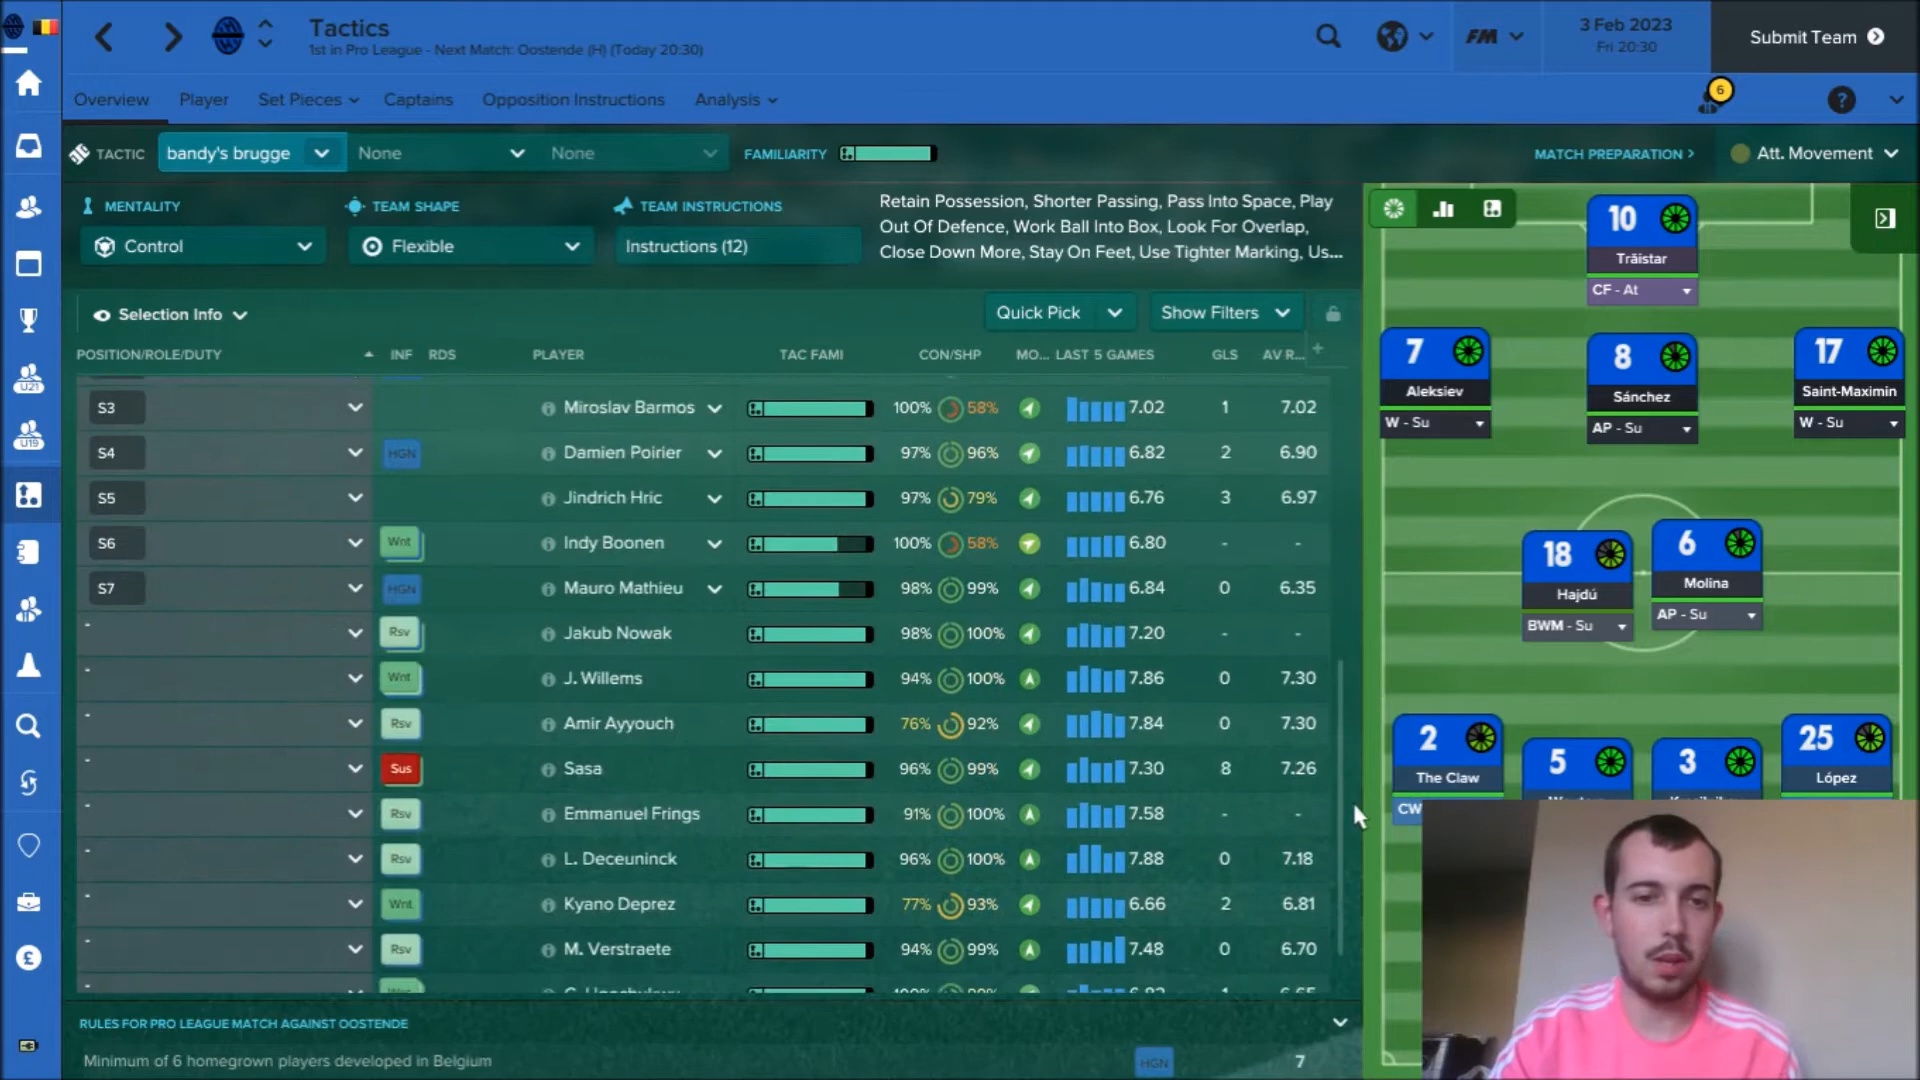 Tactics
1st in Pro League - Next Match: Oostende (H) (Today 20:30)
FM
3 Feb 2023
Fri 20:30
Submit Team
Overview
Player
Set Pieces
Captains
Opposition Instructions
Analysis
6
?
TACTIC
bandy's brugge
None
None
FAMILIARITY
MATCH PREPARATION >
Att. Movement
MENTALITY
TEAM SHAPE
TEAM INSTRUCTIONS
Control
Flexible
Instructions (12)
Retain Possession, Shorter Passing, Pass Into Space, Play
Out Of Defence, Work Ball Into Box, Look For Overlap,
Close Down More, Stay On Feet, Use Tighter Marking, Us...
Selection Info
Quick Pick
Show Filters
POSITION/ROLE/DUTY INF RDS PLAYER TAC FAMI CON/SHP MO... LAST 5 GAMES GLS AV R... +
S3 Miroslav Barmos 100% 58% 7.02 1 7.02
S4 HGN Damien Poirier 97% 96% 6.82 2 6.90
S5 Jindrich Hric 97% 79% 6.76 3 6.97
S6 Wnt Indy Boonen 100% 58% 6.80 - -
S7 HGN Mauro Mathieu 98% 99% 6.84 0 6.35
- Rsv Jakub Nowak 98% 100% 7.20 - -
- Wnt J. Willems 94% 100% 7.86 0 7.30
- Rsv Amir Ayyouch 76% 92% 7.84 0 7.30
- Sus Sasa 96% 99% 7.30 8 7.26
- Rsv Emmanuel Frings 91% 100% 7.58 - -
- Rsv L. Deceuninck 96% 100% 7.88 0 7.18
- Wnt Kyano Deprez 77% 93% 6.66 2 6.81
- Rsv M. Verstraete 94% 99% 7.48 0 6.70
RULES FOR PRO LEAGUE MATCH AGAINST OOSTENDE
Minimum of 6 homegrown players developed in Belgium HGN 7
10
Trăistar
CF - At
7
Aleksiev
W - Su
8
Sánchez
AP - Su
17
Saint-Maximin
W - Su
18
Hajdú
BWM - Su
6
Molina
AP - Su
2
The Claw
CW
5
3
25
López
U21
U19
£